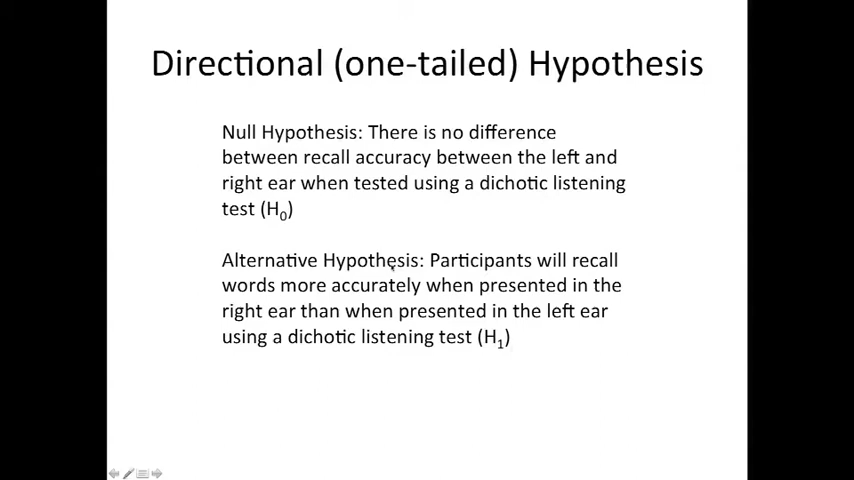 Directional (one-tailed) Hypothesis
Null Hypothesis: There is no difference
between recall accuracy between the left and
right ear when tested using a dichotic listening
test (H₀)
Alternative Hypothesis: Participants will recall
words more accurately when presented in the
right ear than when presented in the left ear
using a dichotic listening test (H₁)